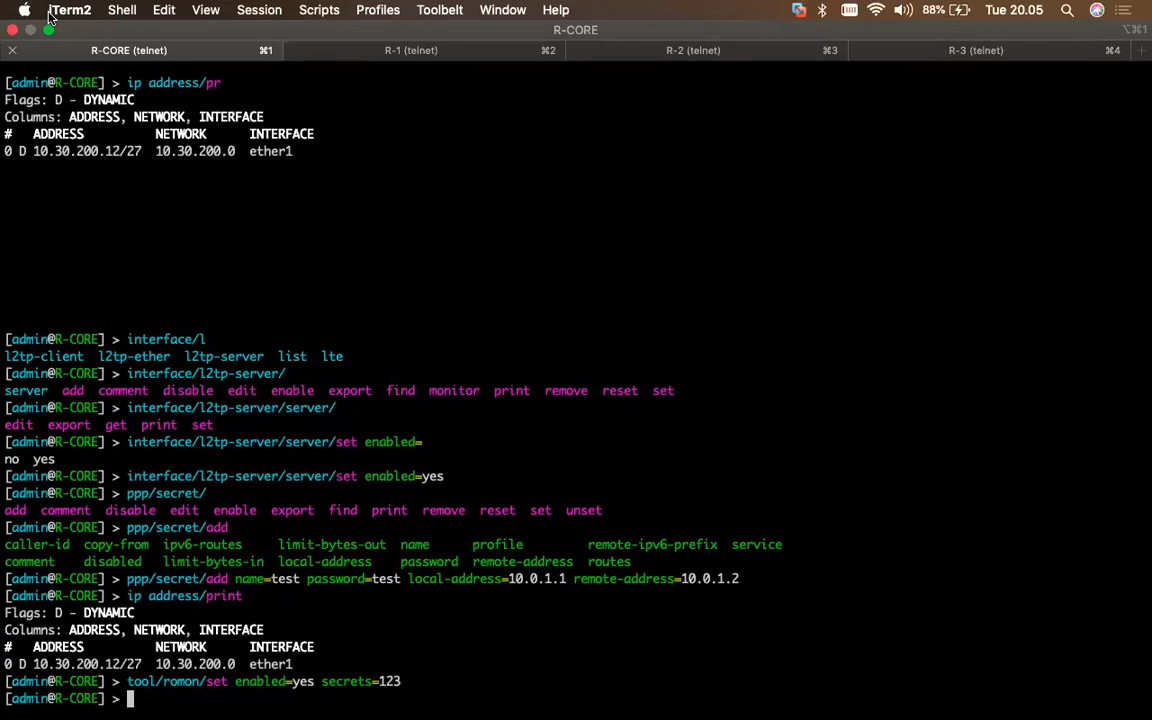 iTerm2 Shell Edit View Session Scripts Profiles Toolbelt Window Help 88% Tue 20.05
R-CORE ⌥⌘1
R-CORE (telnet) ⌘1 R-1 (telnet) ⌘2 R-2 (telnet) ⌘3 R-3 (telnet) ⌘4
[admin@R-CORE] > ip address/pr
Flags: D - DYNAMIC
Columns: ADDRESS, NETWORK, INTERFACE
# ADDRESS NETWORK INTERFACE
0 D 10.30.200.12/27 10.30.200.0 ether1
[admin@R-CORE] > interface/l
l2tp-client l2tp-ether l2tp-server list lte
[admin@R-CORE] > interface/l2tp-server/
server add comment disable edit enable export find monitor print remove reset set
[admin@R-CORE] > interface/l2tp-server/server/
edit export get print set
[admin@R-CORE] > interface/l2tp-server/server/set enabled=
no yes
[admin@R-CORE] > interface/l2tp-server/server/set enabled=yes
[admin@R-CORE] > ppp/secret/
add comment disable edit enable export find print remove reset set unset
[admin@R-CORE] > ppp/secret/add
caller-id copy-from ipv6-routes limit-bytes-out name profile remote-ipv6-prefix service
comment disabled limit-bytes-in local-address password remote-address routes
[admin@R-CORE] > ppp/secret/add name=test password=test local-address=10.0.1.1 remote-address=10.0.1.2
[admin@R-CORE] > ip address/print
Flags: D - DYNAMIC
Columns: ADDRESS, NETWORK, INTERFACE
# ADDRESS NETWORK INTERFACE
0 D 10.30.200.12/27 10.30.200.0 ether1
[admin@R-CORE] > tool/romon/set enabled=yes secrets=123
[admin@R-CORE] >